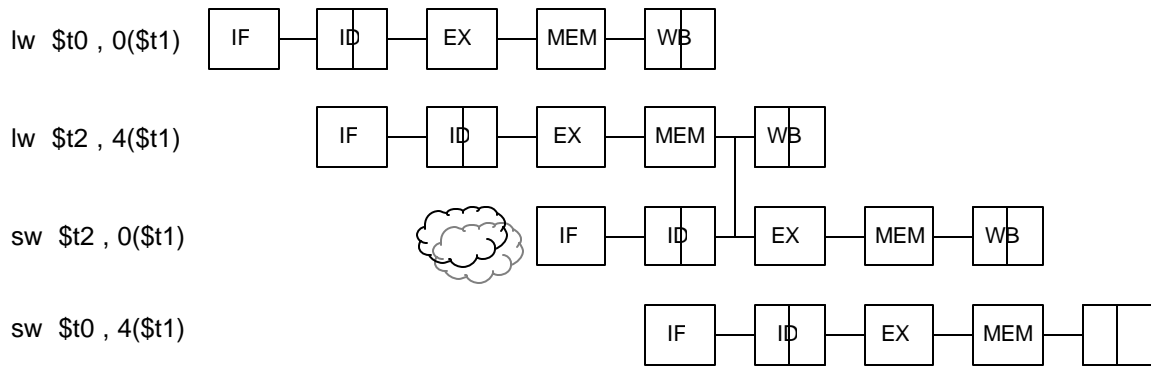 lw $t0 , 0($t1) IF ID EX MEM WB
lw $t2 , 4($t1) IF ID EX MEM WB
sw $t2 , 0($t1) IF ID EX MEM WB
sw $t0 , 4($t1) IF ID EX MEM